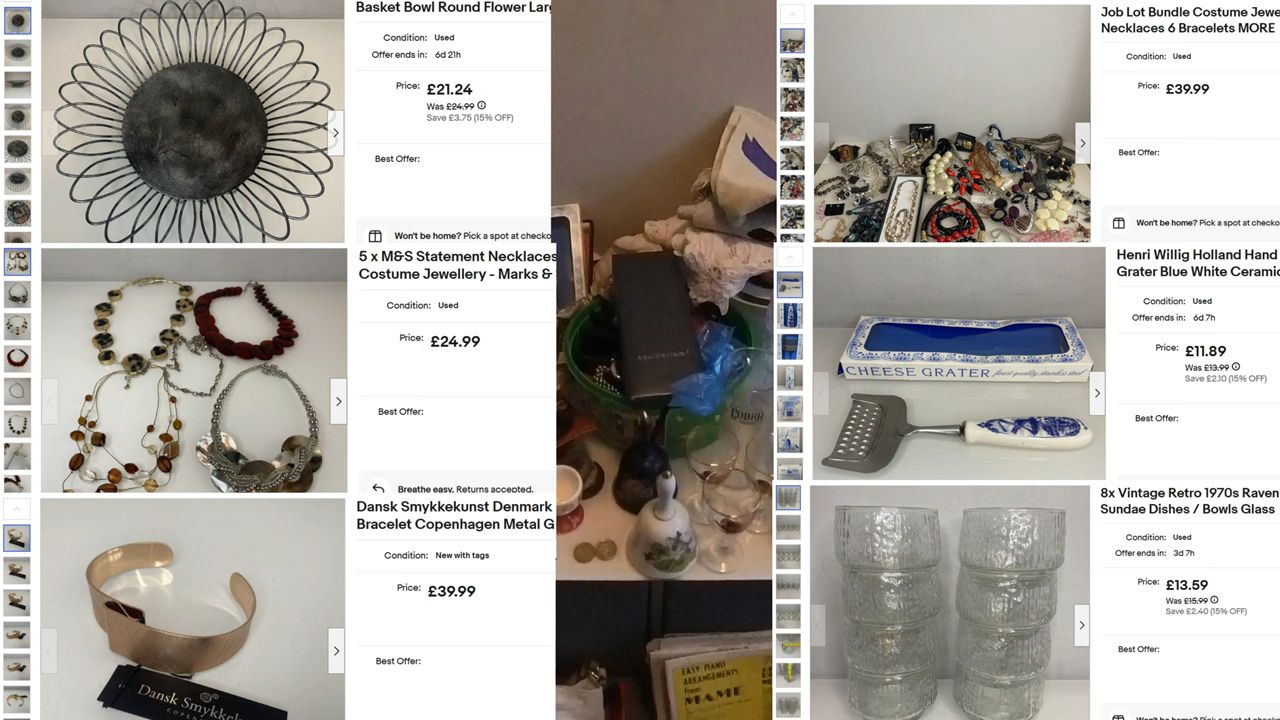 Basket Bowl Round Flower Lar
Condition: Used
Offer ends in: 6d 21h
Price: £21.24
Was £24.99
Save £3.75 (15% OFF)
Best Offer:
Won't be home? Pick a spot at checko
5 x M&S Statement Necklaces
Costume Jewellery - Marks &
Condition: Used
Price: £24.99
Best Offer:
Breathe easy. Returns accepted.
Dansk Smykkekunst Denmark
Bracelet Copenhagen Metal G
Condition: New with tags
Price: £39.99
Best Offer:
Dansk Smykkek
COPEN
EASY PIANO
ARRANGEMENTS
from
MAME
Job Lot Bundle Costume Jewe
Necklaces 6 Bracelets MORE
Condition: Used
Price: £39.99
Best Offer:
Won't be home? Pick a spot at checko
Henri Willig Holland Hand
Grater Blue White Ceramic
Condition: Used
Offer ends in: 6d 7h
Price: £11.89
Was £13.99
Save £2.10 (15% OFF)
Best Offer:
CHEESE GRATER finest quality stainless steel
8x Vintage Retro 1970s Raven
Sundae Dishes / Bowls Glass
Condition: Used
Offer ends in: 3d 7h
Price: £13.59
Was £15.99
Save £2.40 (15% OFF)
Best Offer:
Won't be home? Pick a spot at checko